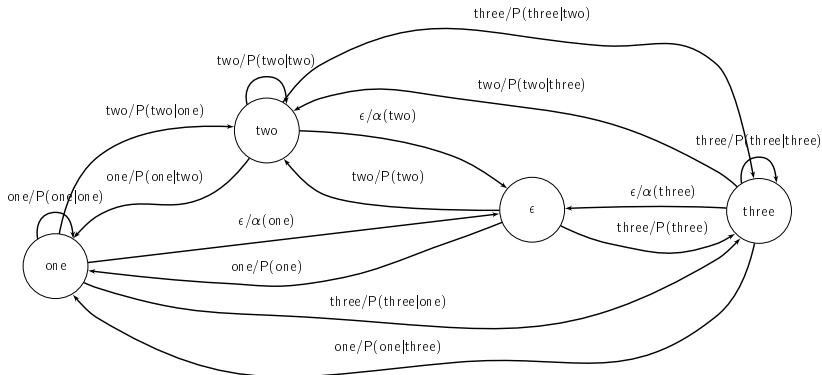 three/P(three|two)
two/P(two|two)
two/P(two|three)
two/P(two|one)
ϵ/α(two)
two
three/P(three|three)
one/P(one|two)
two/P(two)
one/P(one|one)
ϵ/α(three)
ϵ
three
ϵ/α(one)
three/P(three)
one
one/P(one)
three/P(three|one)
one/P(one|three)